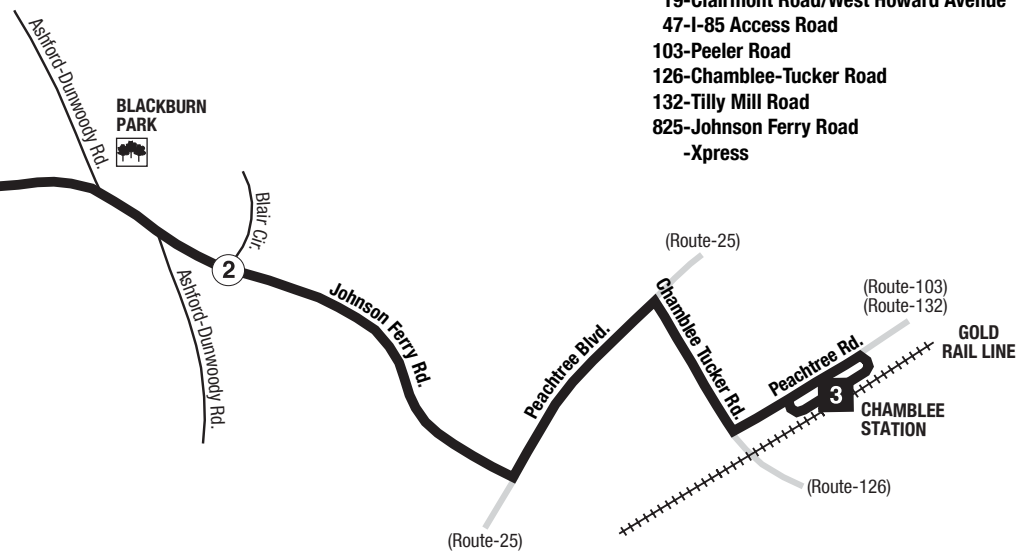 19-Clairmont Road/West Howard Avenue
47-I-85 Access Road
103-Peeler Road
126-Chamblee-Tucker Road
132-Tilly Mill Road
825-Johnson Ferry Road
-Xpress
Ashford-Dunwoody Rd.
BLACKBURN
PARK
Blair Cir.
2
Ashford-Dunwoody Rd.
Johnson Ferry Rd.
Peachtree Blvd.
(Route-25)
(Route-25)
Chamblee Tucker Rd.
Peachtree Rd.
(Route-103)
(Route-132)
GOLD
RAIL LINE
3
CHAMBLEE
STATION
(Route-126)